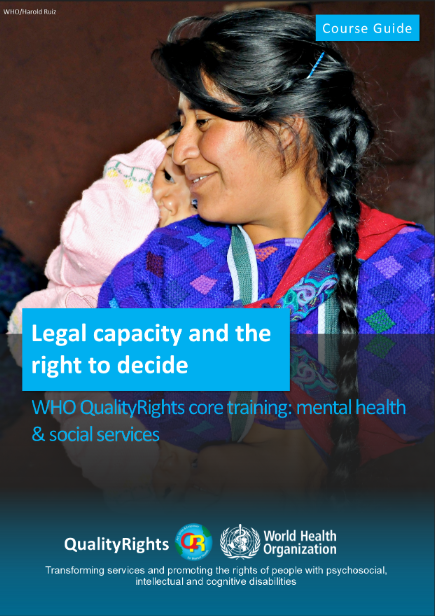 WHO/Harold Ruiz
Course Guide
Legal capacity and the
right to decide
WHO QualityRights core training: mental health
& social services
QualityRights
QR
World Health
Organization
Transforming services and promoting the rights of people with psychosocial,
intellectual and cognitive disabilities